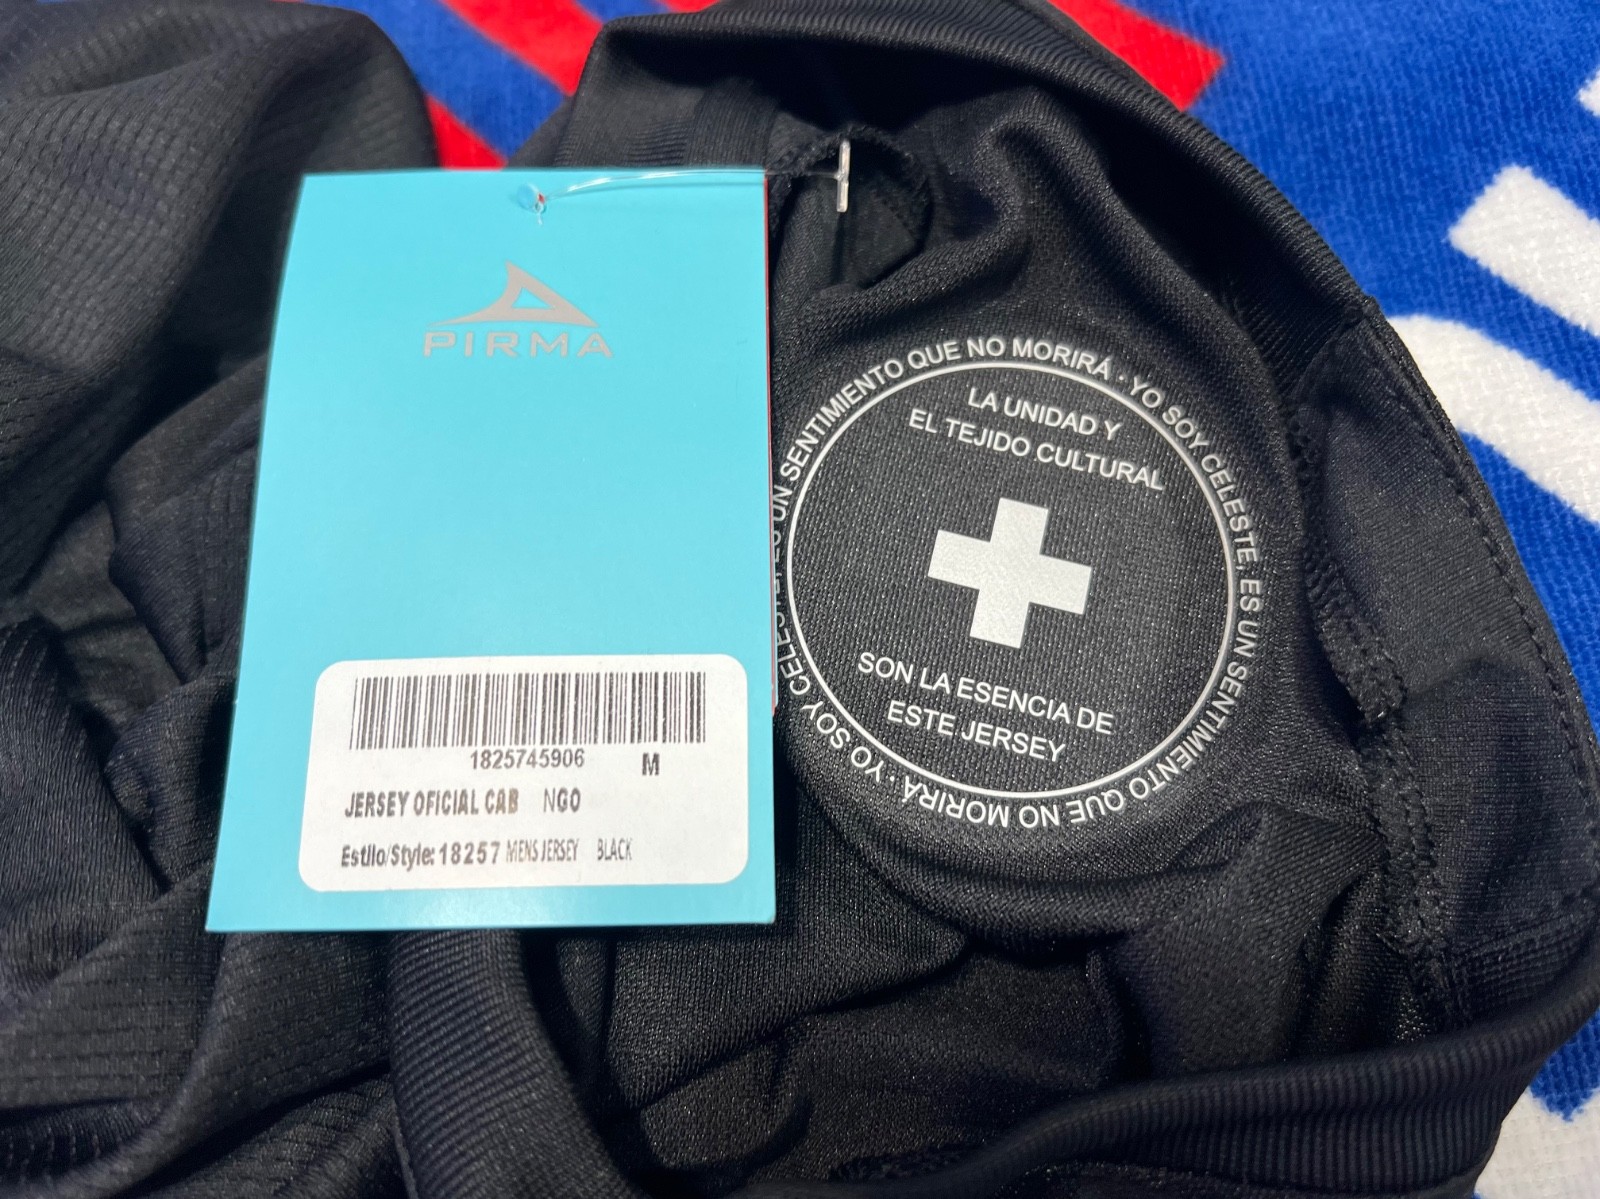 PIRMA
1825745906 M
JERSEY OFICIAL CAB NGO
Estilo/Style: 18257 MENS JERSEY BLACK
YO SOY CELESTE, ES UN SENTIMIENTO QUE NO MORIRÁ · YO SOY CELESTE, ES UN SENTIMIENTO QUE NO MORIRÁ ·
LA UNIDAD Y
EL TEJIDO CULTURAL
SON LA ESENCIA DE
ESTE JERSEY